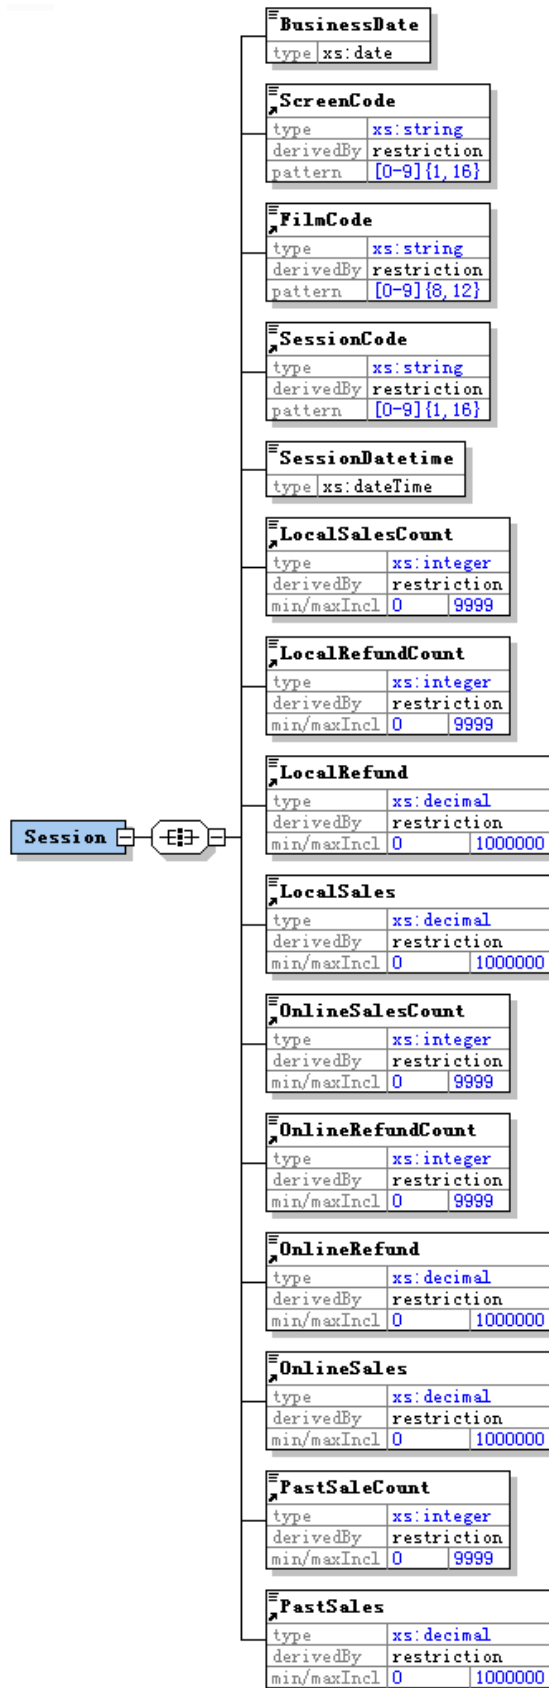 BusinessDate
type xs:date
ScreenCode
type xs:string
derivedBy restriction
pattern [0-9]{1,16}
FilmCode
type xs:string
derivedBy restriction
pattern [0-9]{8,12}
SessionCode
type xs:string
derivedBy restriction
pattern [0-9]{1,16}
SessionDatetime
type xs:dateTime
LocalSalesCount
type xs:integer
derivedBy restriction
min/maxIncl 0 9999
LocalRefundCount
type xs:integer
derivedBy restriction
min/maxIncl 0 9999
LocalRefund
type xs:decimal
derivedBy restriction
min/maxIncl 0 1000000
Session
LocalSales
type xs:decimal
derivedBy restriction
min/maxIncl 0 1000000
OnlineSalesCount
type xs:integer
derivedBy restriction
min/maxIncl 0 9999
OnlineRefundCount
type xs:integer
derivedBy restriction
min/maxIncl 0 9999
OnlineRefund
type xs:decimal
derivedBy restriction
min/maxIncl 0 1000000
OnlineSales
type xs:decimal
derivedBy restriction
min/maxIncl 0 1000000
PastSaleCount
type xs:integer
derivedBy restriction
min/maxIncl 0 9999
PastSales
type xs:decimal
derivedBy restriction
min/maxIncl 0 1000000